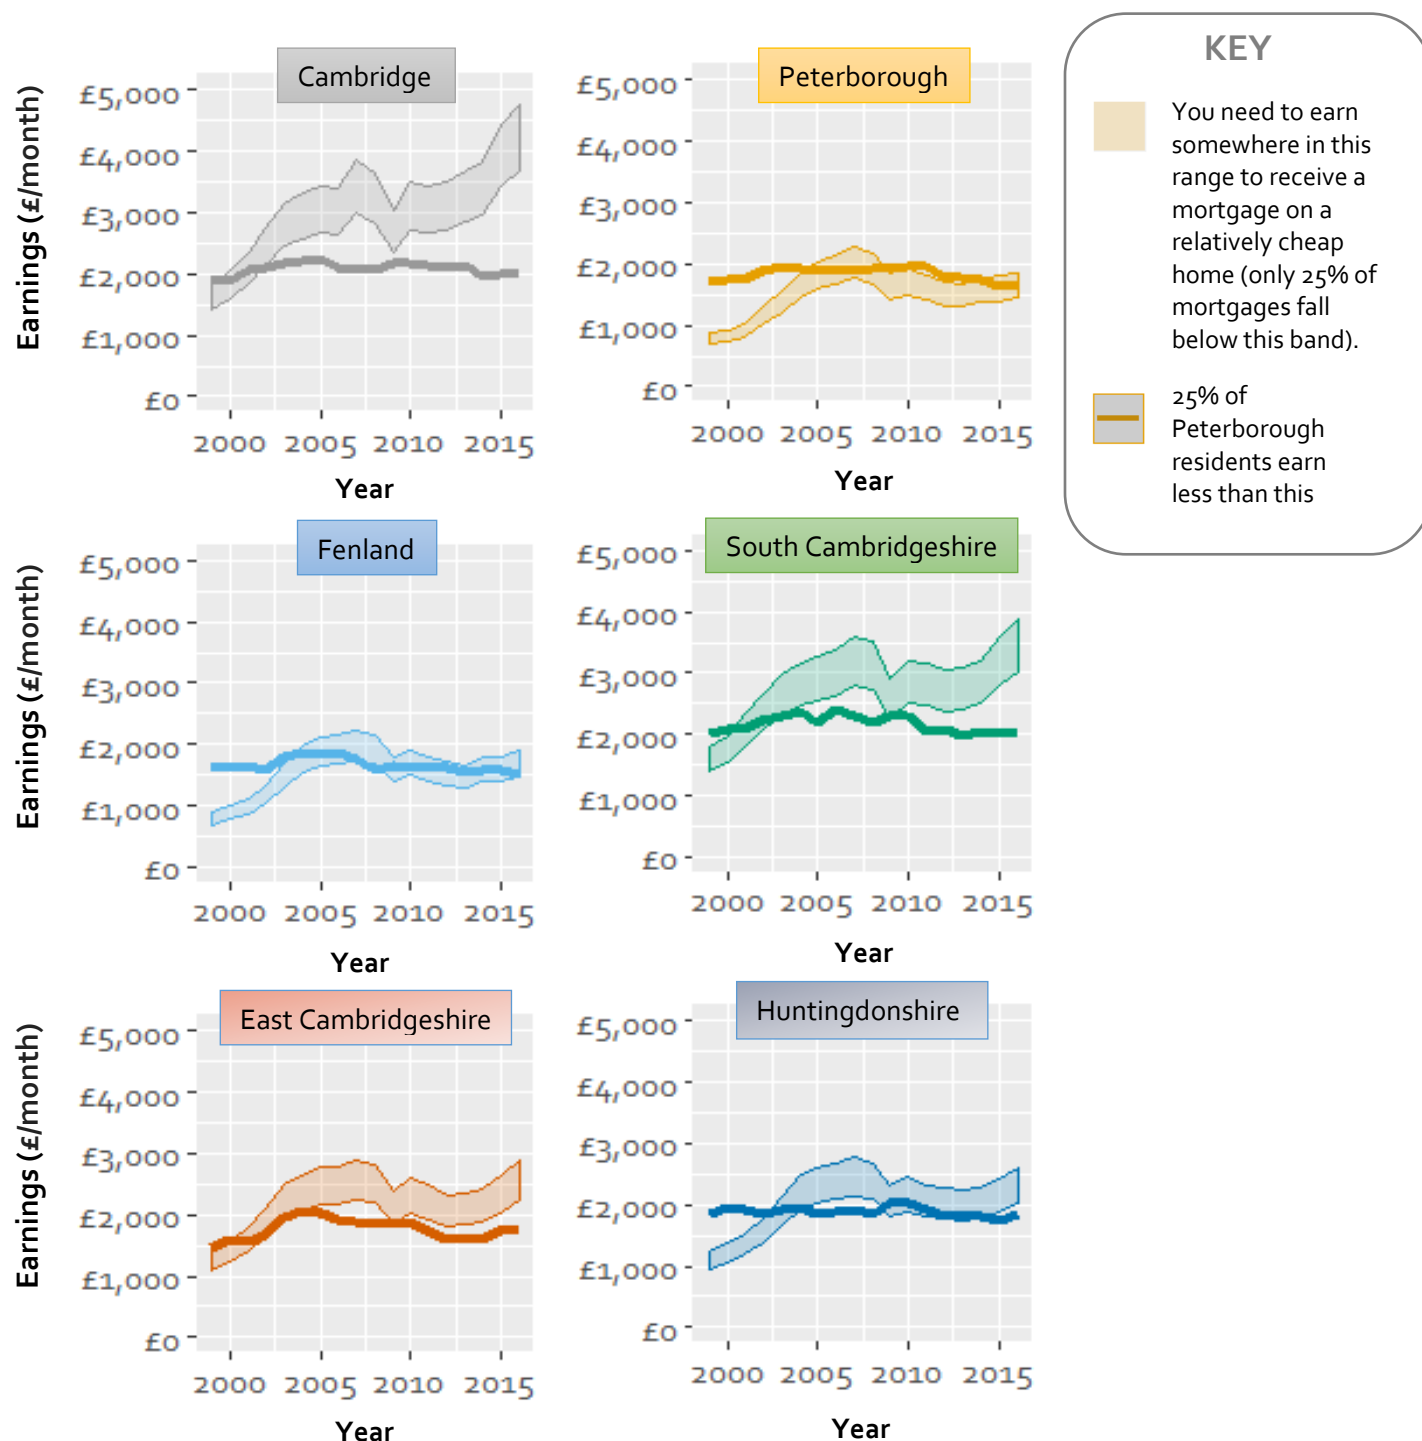 Cambridge
Earnings (£/month)
£5,000
£4,000
£3,000
£2,000
£1,000
£0
2000 2005 2010 2015
Year
Peterborough
£5,000
£4,000
£3,000
£2,000
£1,000
£0
2000 2005 2010 2015
Year
KEY
You need to earn
somewhere in this
range to receive a
mortgage on a
relatively cheap
home (only 25% of
mortgages fall
below this band).
25% of
Peterborough
residents earn
less than this
Fenland
Earnings (£/month)
£5,000
£4,000
£3,000
£2,000
£1,000
£0
2000 2005 2010 2015
Year
South Cambridgeshire
£5,000
£4,000
£3,000
£2,000
£1,000
£0
2000 2005 2010 2015
Year
East Cambridgeshire
Earnings (£/month)
£5,000
£4,000
£3,000
£2,000
£1,000
£0
2000 2005 2010 2015
Year
Huntingdonshire
£5,000
£4,000
£3,000
£2,000
£1,000
£0
2000 2005 2010 2015
Year